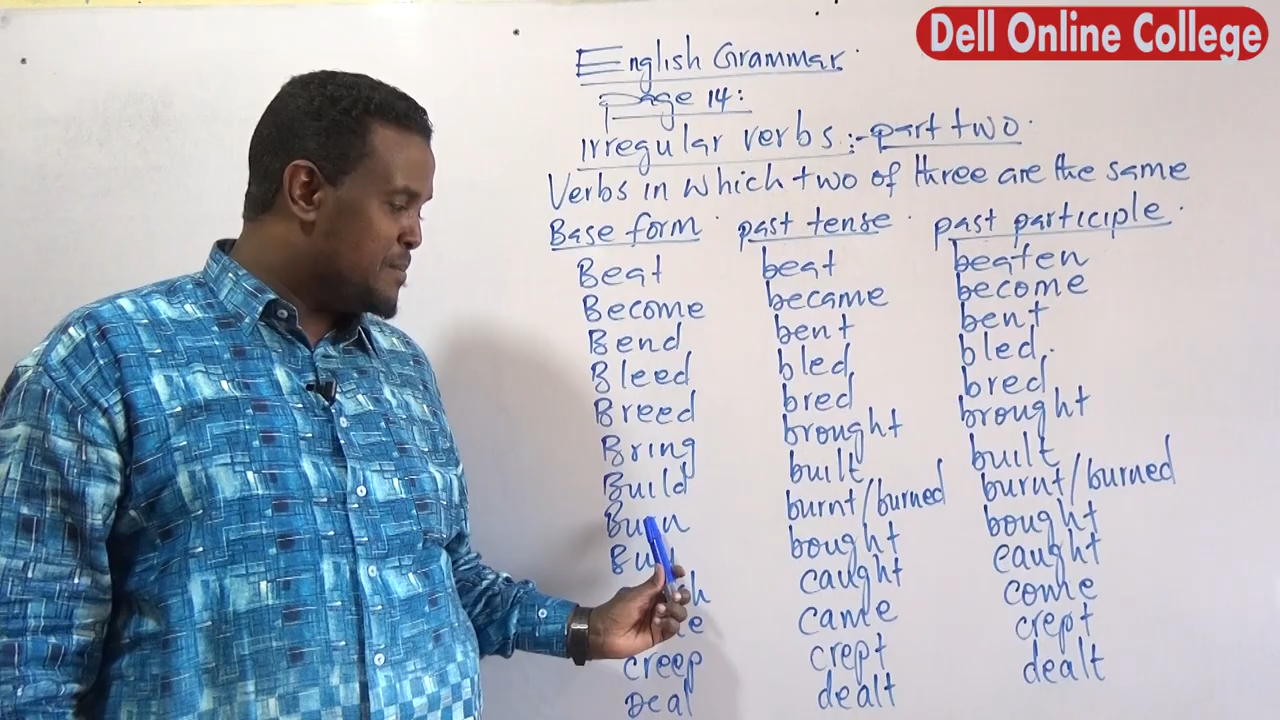 Dell Online College
English Grammar.
page 14:
Irregular verbs :- part two.
Verbs in which two of three are the same
Base form . past tense . past participle .
Beat beat beaten
Become became become
Bend bent bent
Bleed bled bled.
Breed bred bred
Bring brought brought
Build built built
Burn burnt/burned burnt/burned
bought bought
caught caught
came come
creep crept crept
Deal dealt dealt